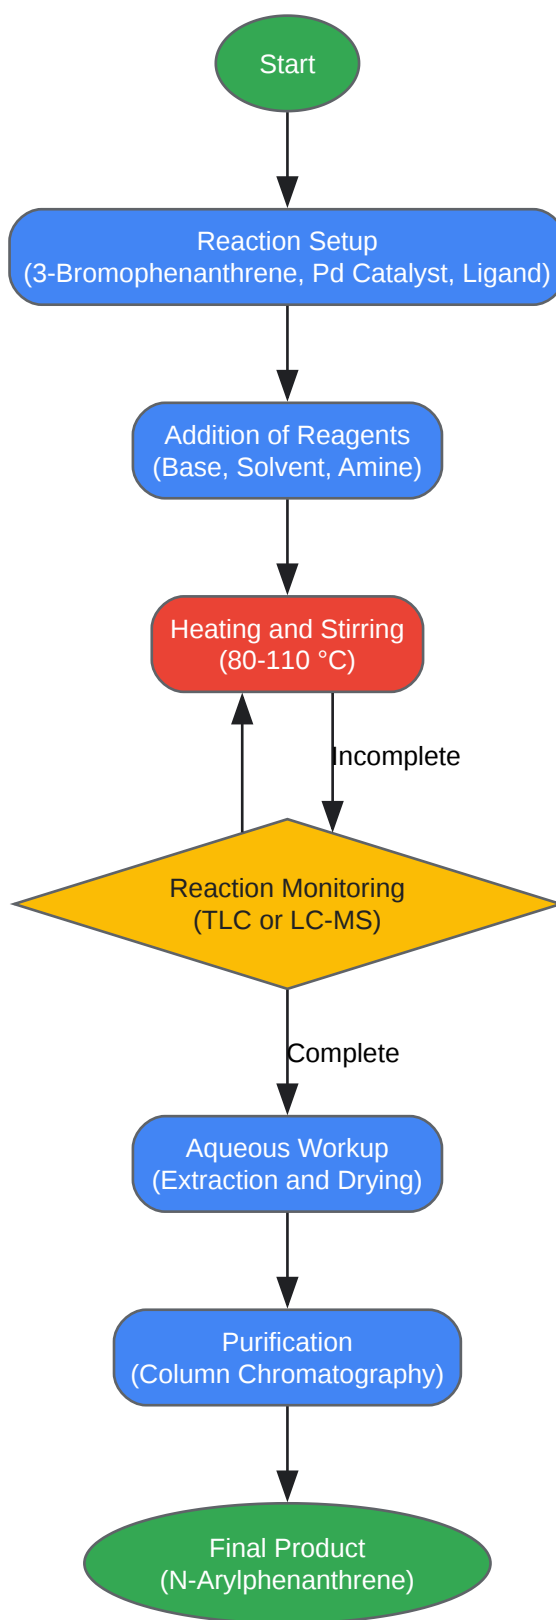 Start
Reaction Setup
(3-Bromophenanthrene, Pd Catalyst, Ligand)
Addition of Reagents
(Base, Solvent, Amine)
Heating and Stirring
(80-110 °C)
Incomplete
Reaction Monitoring
(TLC or LC-MS)
Complete
Aqueous Workup
(Extraction and Drying)
Purification
(Column Chromatography)
Final Product
(N-Arylphenanthrene)